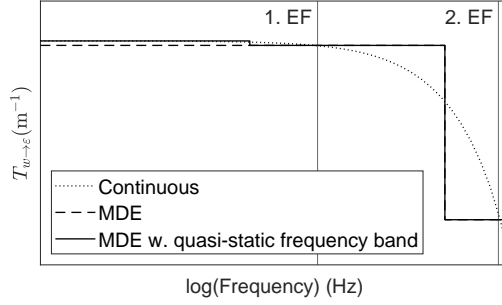 1. EF
2. EF
T_{w→ε}(m^{-1})
Continuous
MDE
MDE w. quasi-static frequency band
log(Frequency) (Hz)